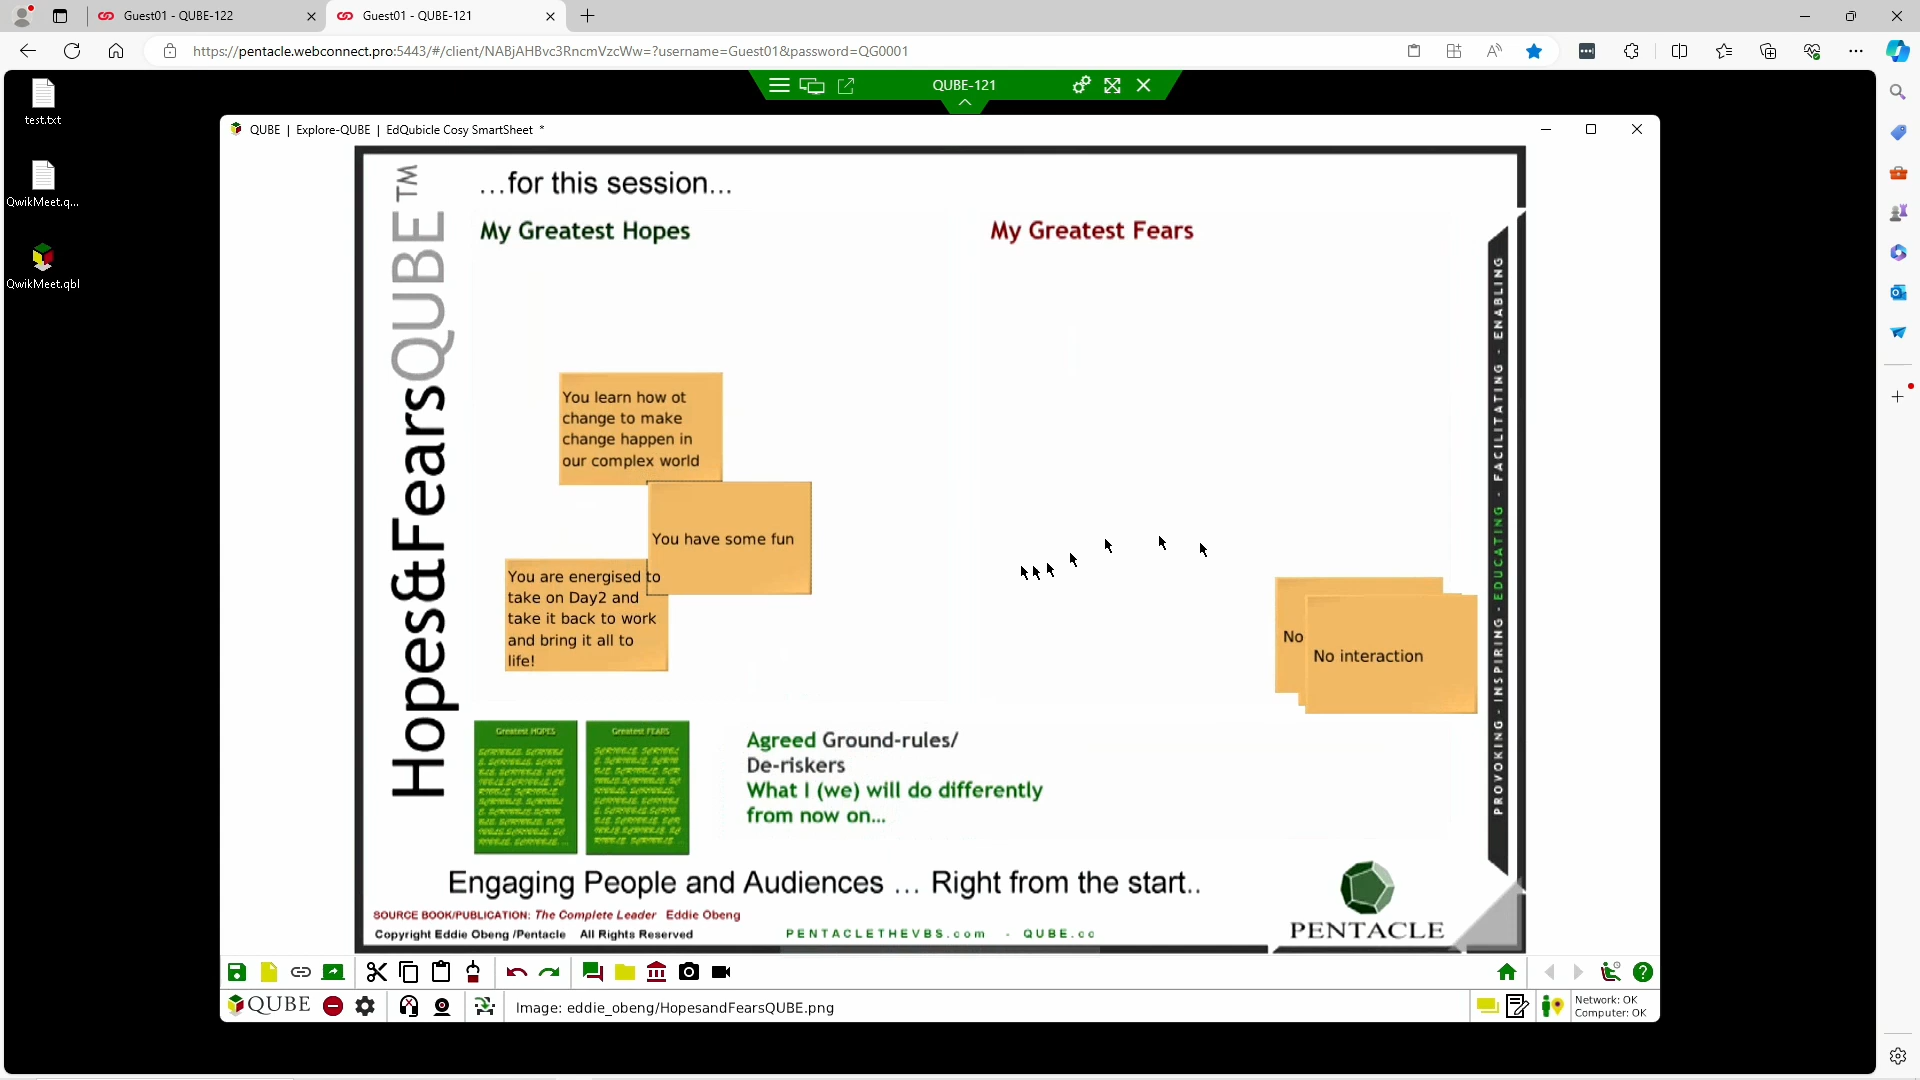 Guest01 - QUBE-122
Guest01 - QUBE-121
https://pentacle.webconnect.pro:5443/#/client/NABjAHBvc3RncmVzcWw=?username=Guest01&password=QG0001
QUBE-121
test.txt
QwikMeet.q...
QwikMeet.qbl
QUBE | Explore-QUBE | EdQubicle Cosy SmartSheet *
Hopes&FearsQUBE™
...for this session...
My Greatest Hopes
My Greatest Fears
You learn how ot
change to make
change happen in
our complex world
You have some fun
You are energised to
take on Day2 and
take it back to work
and bring it all to
life!
No
No interaction
PROVOKING - INSPIRING - EDUCATING - FACILITATING - ENABLING
Greatest HOPES
Greatest FEARS
Agreed Ground-rules/
De-riskers
What I (we) will do differently
from now on...
Engaging People and Audiences ... Right from the start..
SOURCE BOOK/PUBLICATION: The Complete Leader Eddie Obeng
Copyright Eddie Obeng /Pentacle All Rights Reserved
PENTACLETHEVBS.com - QUBE.cc
PENTACLE
QUBE
Image: eddie_obeng/HopesandFearsQUBE.png
Network: OK
Computer: OK